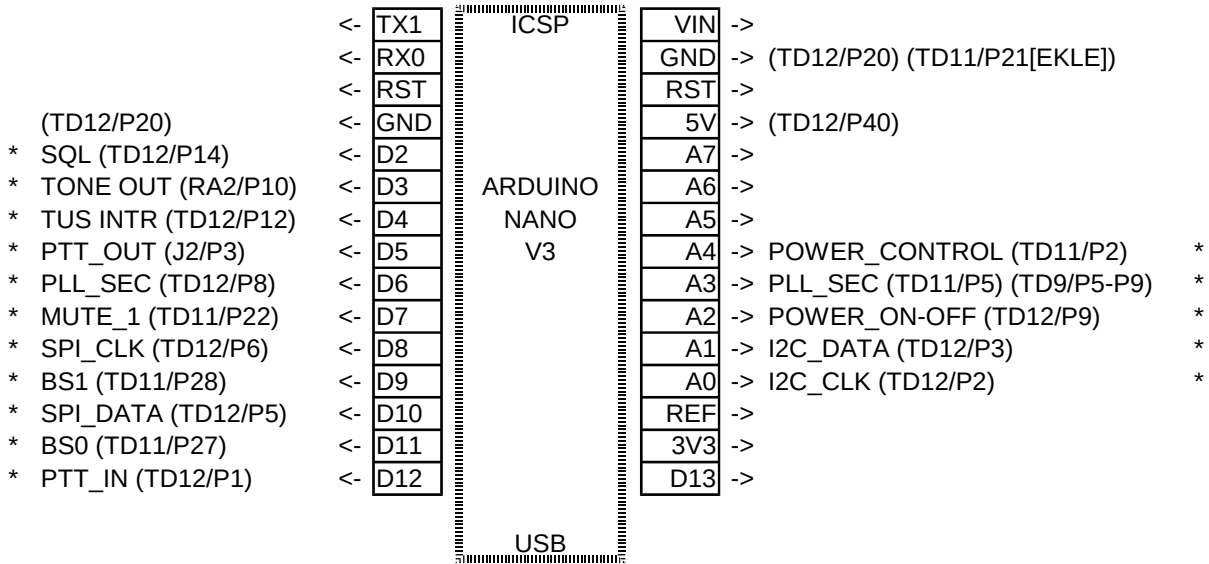 <- TX1 ICSP VIN ->
<- RX0 GND -> (TD12/P20) (TD11/P21[EKLE])
<- RST RST ->
(TD12/P20) <- GND 5V -> (TD12/P40)
* SQL (TD12/P14) <- D2 A7 ->
* TONE OUT (RA2/P10) <- D3 ARDUINO A6 ->
* TUS INTR (TD12/P12) <- D4 NANO A5 ->
* PTT_OUT (J2/P3) <- D5 V3 A4 -> POWER_CONTROL (TD11/P2) *
* PLL_SEC (TD12/P8) <- D6 A3 -> PLL_SEC (TD11/P5) (TD9/P5-P9) *
* MUTE_1 (TD11/P22) <- D7 A2 -> POWER_ON-OFF (TD12/P9) *
* SPI_CLK (TD12/P6) <- D8 A1 -> I2C_DATA (TD12/P3) *
* BS1 (TD11/P28) <- D9 A0 -> I2C_CLK (TD12/P2) *
* SPI_DATA (TD12/P5) <- D10 REF ->
* BS0 (TD11/P27) <- D11 3V3 ->
* PTT_IN (TD12/P1) <- D12 D13 ->
USB